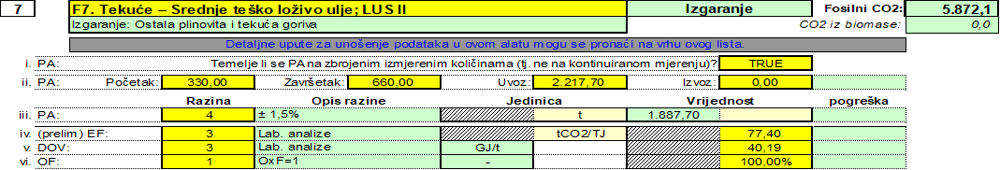 7 F7. Tekuće – Srednje teško loživo ulje; LUS II Izgaranje Fosilni CO2: 5.872,1
Izgaranje: Ostala plinovita i tekuća goriva CO2 iz biomase: 0,0
Detaljne upute za unošenje podataka u ovom alatu mogu se pronaći na vrhu ovog lista.
i. PA: Temelje li se PA na zbrojenim izmjerenim količinama (tj. ne na kontinuiranom mjerenju)? TRUE
ii. PA: Početak: 330,00 Završetak: 660,00 Uvoz: 2.217,70 Izvoz: 0,00
Razina Opis razine Jedinica Vrijednost pogreška
iii. PA: 4 ± 1,5% t 1.887,70
iv. (prelim) EF: 3 Lab. analize tCO2/TJ 77,40
v. DOV: 3 Lab. analize GJ/t 40,19
vi. OF: 1 OxF=1 - 100,00%